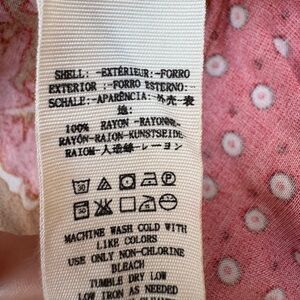 SHELL: -EXTÉRIEUR:-FORRO
EXTERIOR :-FORRO ESTERNO:-
SCHALE:-APARÊNCIA:-外壳-表
地:
100% RAYON -RAYONNE-
RAYÓN-RAION-KUNSTSEIDE-
RAIOM-人造絲-レーヨン
MACHINE WASH COLD WITH
LIKE COLORS
USE ONLY NON-CHLORINE
BLEACH
TUMBLE DRY LOW
LOW IRON AS NEEDED